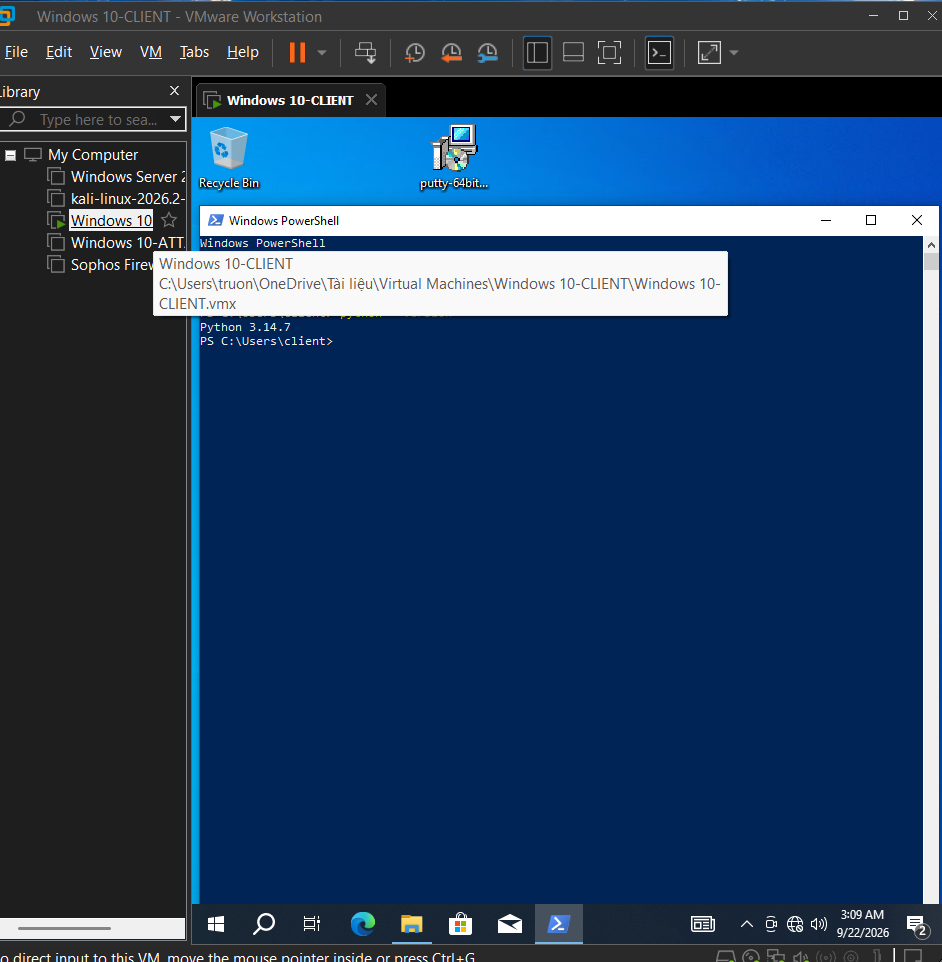 Windows 10-CLIENT - VMware Workstation
File Edit View VM Tabs Help
Library
Type here to sea...
My Computer
Windows Server 2
kali-linux-2026.2-
Windows 10
Windows 10-ATT
Sophos Firew
Windows 10-CLIENT
Recycle Bin
putty-64bit...
Windows PowerShell
Windows PowerShell
Windows 10-CLIENT
C:\Users\truon\OneDrive\Tài liệu\Virtual Machines\Windows 10-CLIENT\Windows 10-
CLIENT.vmx
Python 3.14.7
PS C:\Users\client>
3:09 AM
9/22/2026
2
o direct input to this VM, move the mouse pointer inside or press Ctrl+G.